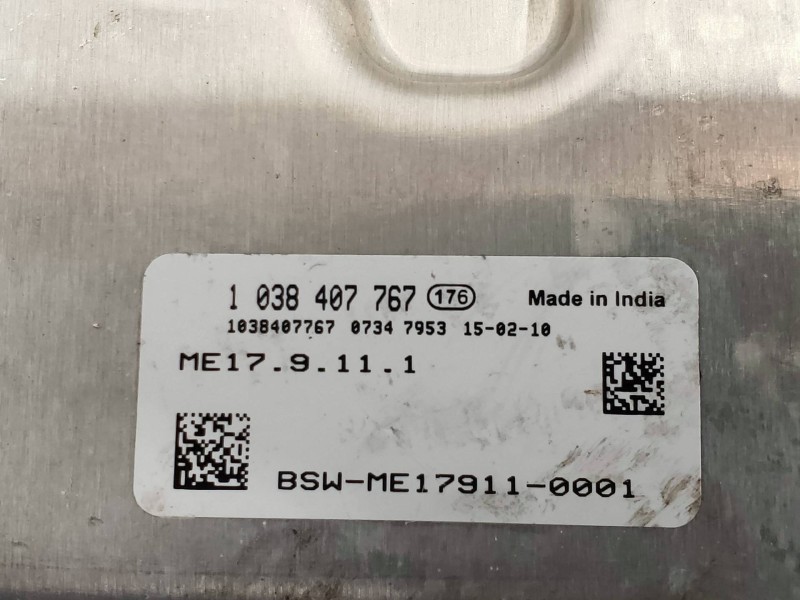 1 038 407 767 176 Made in India
1038407767 0734 7953 15-02-10
ME17.9.11.1
BSW-ME17911-0001